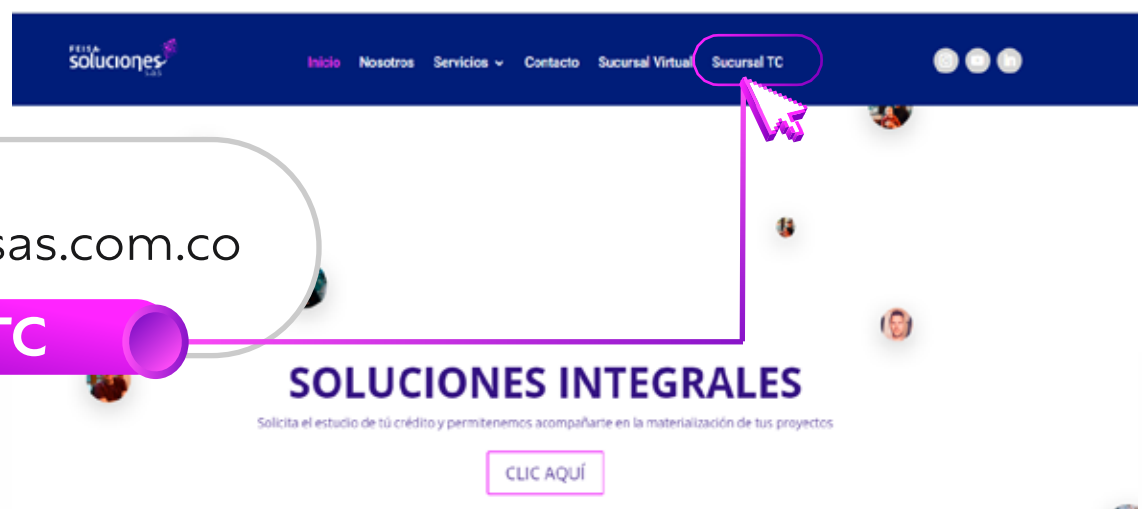 FEISA
soluciones
sas
Inicio Nosotros Servicios Contacto Sucursal Virtual Sucursal TC
sas.com.co
TC
SOLUCIONES INTEGRALES
Solicita el estudio de tú crédito y permitenemos acompañarte en la materialización de tus proyectos
CLIC AQUÍ